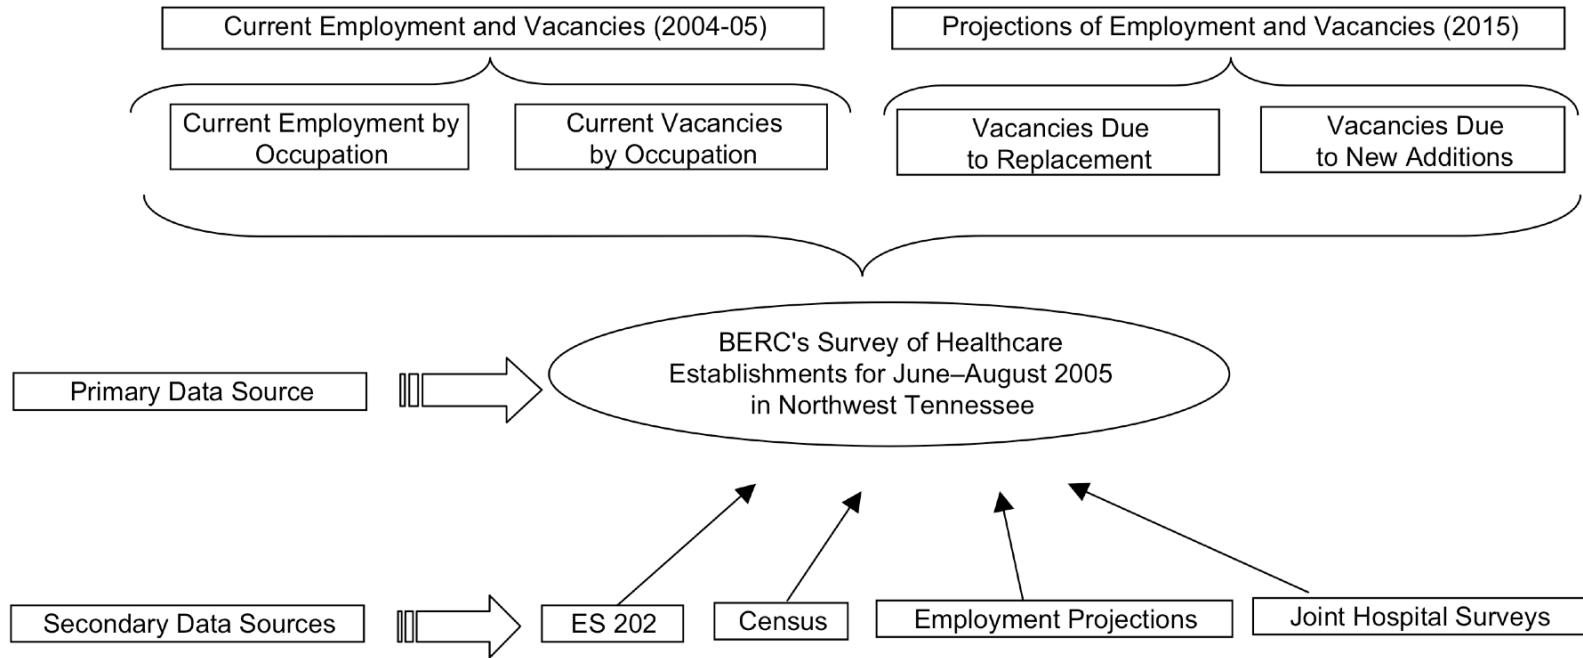 Current Employment and Vacancies (2004-05)
Projections of Employment and Vacancies (2015)
Current Employment by
Occupation
Current Vacancies
by Occupation
Vacancies Due
to Replacement
Vacancies Due
to New Additions
BERC's Survey of Healthcare
Establishments for June–August 2005
in Northwest Tennessee
Primary Data Source
Secondary Data Sources
ES 202
Census
Employment Projections
Joint Hospital Surveys